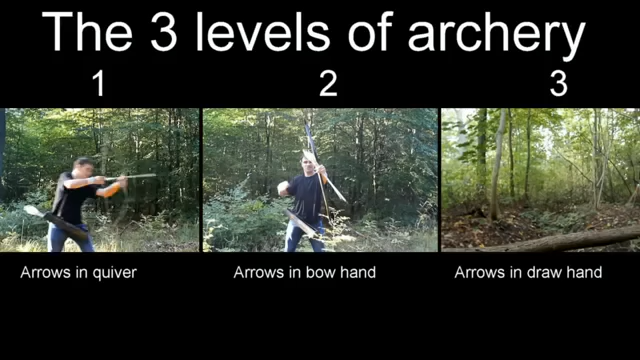 The 3 levels of archery
1 2 3
Arrows in quiver Arrows in bow hand Arrows in draw hand